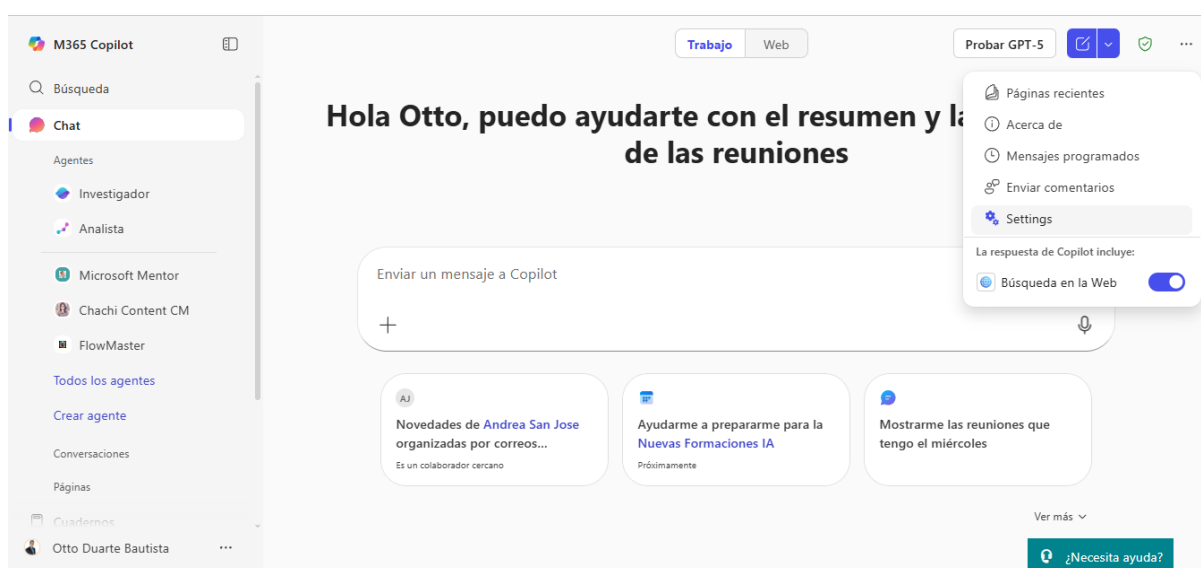 M365 Copilot
Búsqueda
Chat
Agentes
Investigador
Analista
Microsoft Mentor
Chachi Content CM
FlowMaster
Todos los agentes
Crear agente
Conversaciones
Páginas
Cuadernos
Otto Duarte Bautista
Trabajo Web
Probar GPT-5
Hola Otto, puedo ayudarte con el resumen y la
de las reuniones
Páginas recientes
Acerca de
Mensajes programados
Enviar comentarios
Settings
La respuesta de Copilot incluye:
Búsqueda en la Web
Enviar un mensaje a Copilot
AJ
Novedades de Andrea San Jose
organizadas por correos...
Es un colaborador cercano
Ayudarme a prepararme para la
Nuevas Formaciones IA
Próximamente
Mostrarme las reuniones que
tengo el miércoles
Ver más
¿Necesita ayuda?